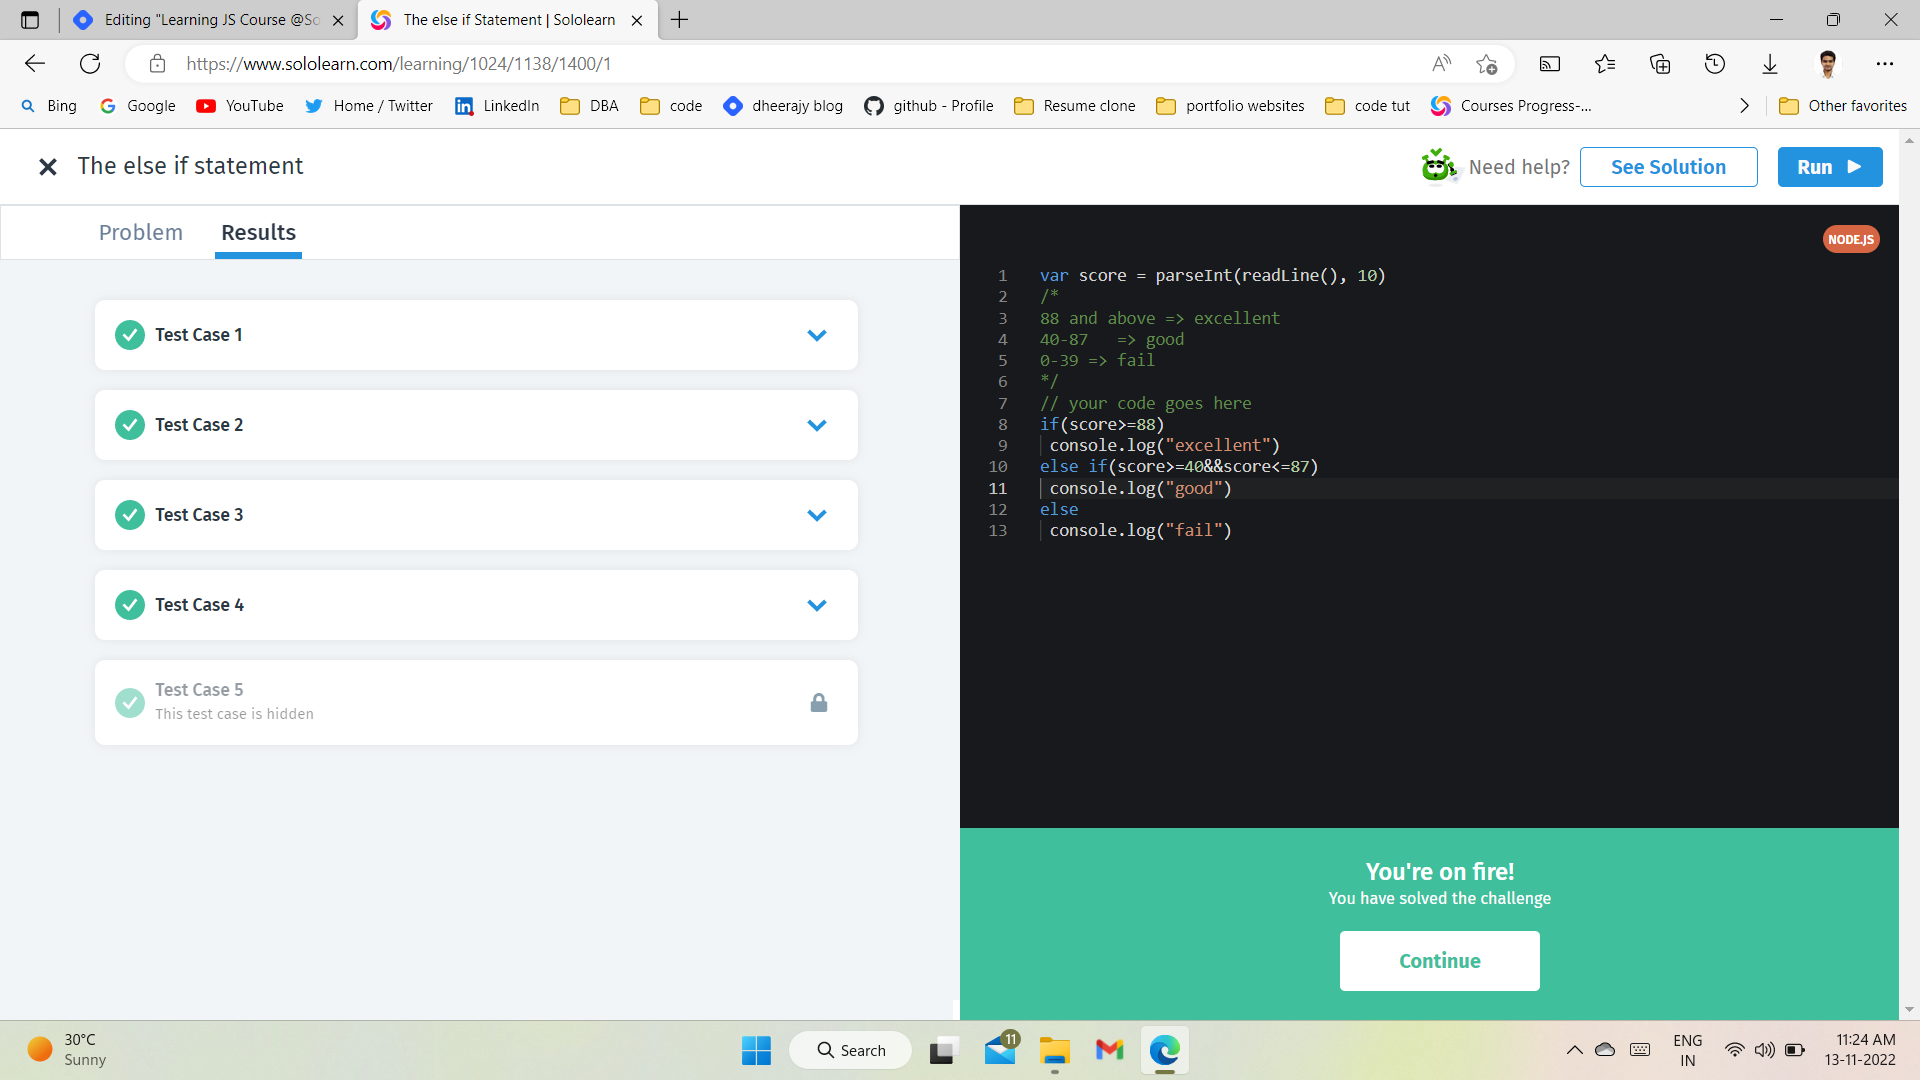 Editing "Learning JS Course @So
The else if Statement | Sololearn
https://www.sololearn.com/learning/1024/1138/1400/1
Bing
Google
YouTube
Home / Twitter
LinkedIn
DBA
code
dheerajy blog
github - Profile
Resume clone
portfolio websites
code tut
Courses Progress-...
Other favorites
The else if statement
Need help?
See Solution
Run
Problem
Results
Test Case 1
Test Case 2
Test Case 3
Test Case 4
Test Case 5
This test case is hidden
NODE.JS
1 var score = parseInt(readLine(), 10)
2 /*
3 88 and above => excellent
4 40-87   => good
5 0-39 => fail
6 */
7 // your code goes here
8 if(score>=88)
9  console.log("excellent")
10 else if(score>=40&&score<=87)
11  console.log("good")
12 else
13  console.log("fail")
You're on fire!
You have solved the challenge
Continue
30°C
Sunny
Search
11
ENG
IN
11:24 AM
13-11-2022